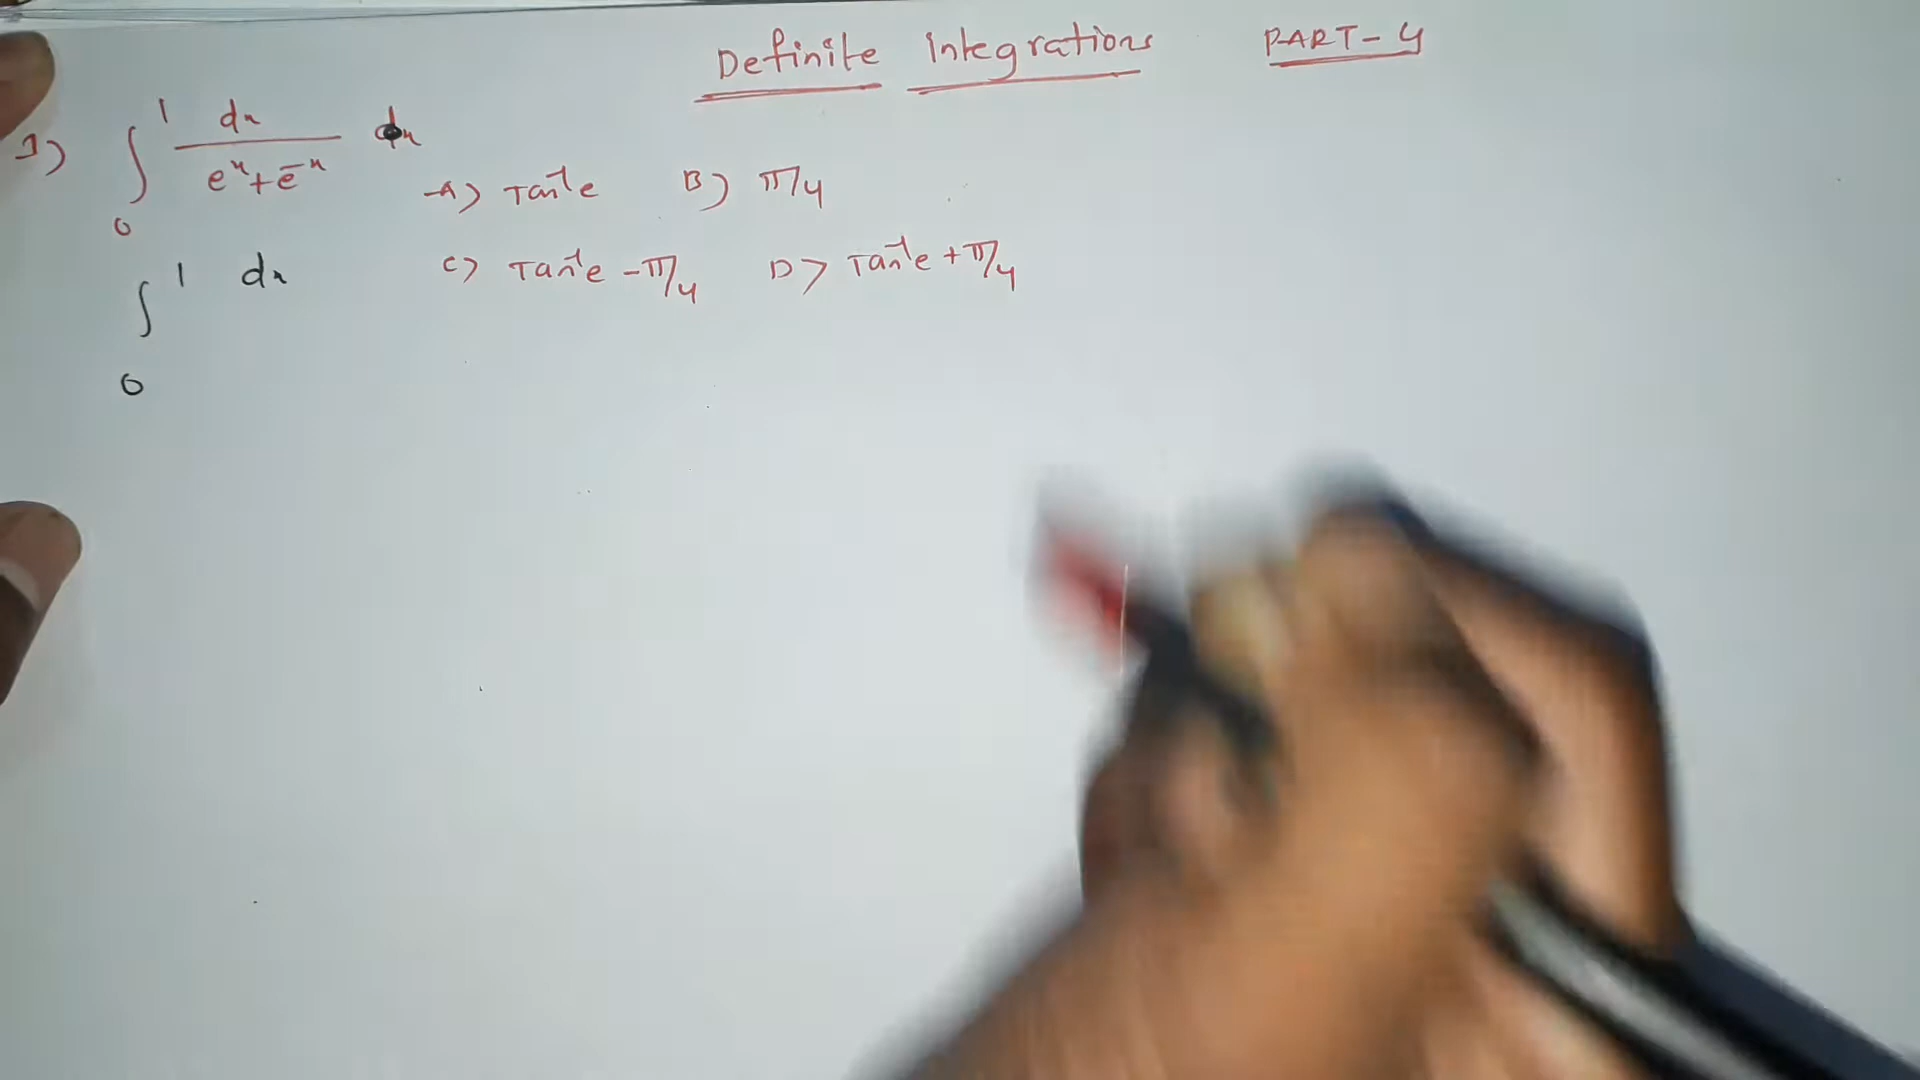 Definite Integrations PART-4
1) ∫₀¹ dx/(eˣ+e⁻ˣ) dx
A) Tan⁻¹e B) π/4
C) Tan⁻¹e - π/4 D) Tan⁻¹e + π/4
∫₀¹ dx